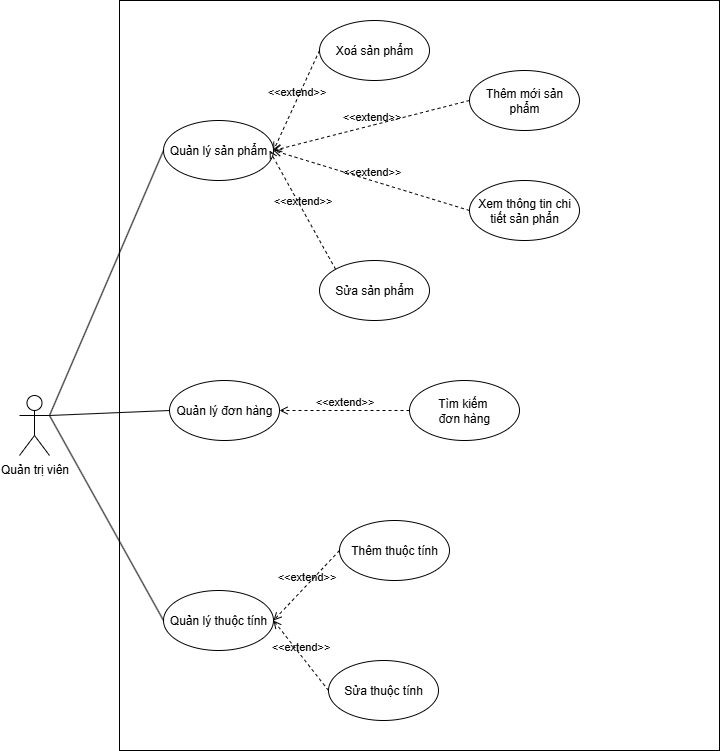 Xoá sản phẩm
<<extend>>
Thêm mới sản
phẩm
<<extend>>
Quản lý sản phẩm
<<extend>>
Xem thông tin chi
tiết sản phẩn
<<extend>>
Sửa sản phẩm
Quản lý đơn hàng
<<extend>>
Tìm kiếm
đơn hàng
Quản trị viên
Thêm thuộc tính
<<extend>>
Quản lý thuộc tính
<<extend>>
Sửa thuộc tính